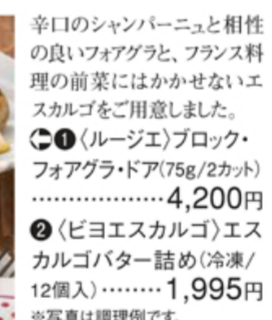 辛口のシャンパーニュと相性
の良いフォアグラと、フランス料
理の前菜にはかかせないエ
スカルゴをご用意しました。
❶〈ルージエ〉ブロック・
フォアグラ・ドア(75g/2カット)
………………4,200円
❷〈ビヨエスカルゴ〉エス
カルゴバター詰め(冷凍/
12個入)………1,995円
※写真は調理例です。